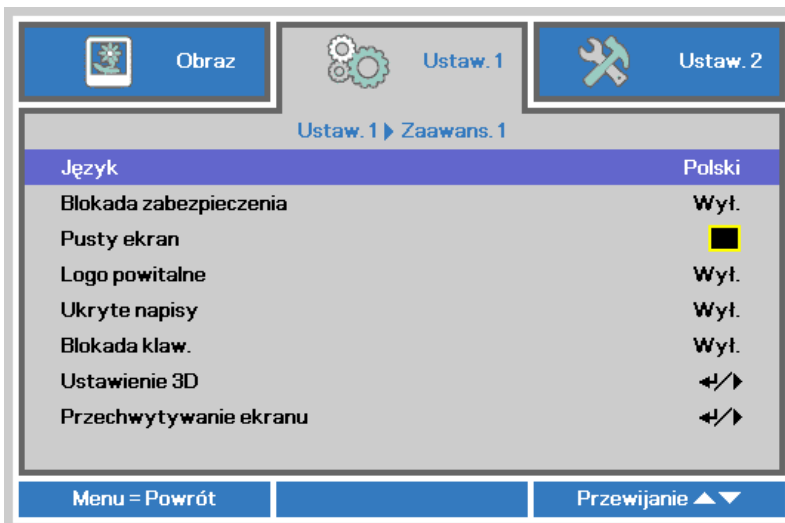 Obraz
Ustaw. 1
Ustaw. 2
Ustaw. 1 Zaawans. 1
Język Polski
Blokada zabezpieczenia Wył.
Pusty ekran
Logo powitalne Wył.
Ukryte napisy Wył.
Blokada klaw. Wył.
Ustawienie 3D
Przechwytywanie ekranu
Menu = Powrót
Przewijanie